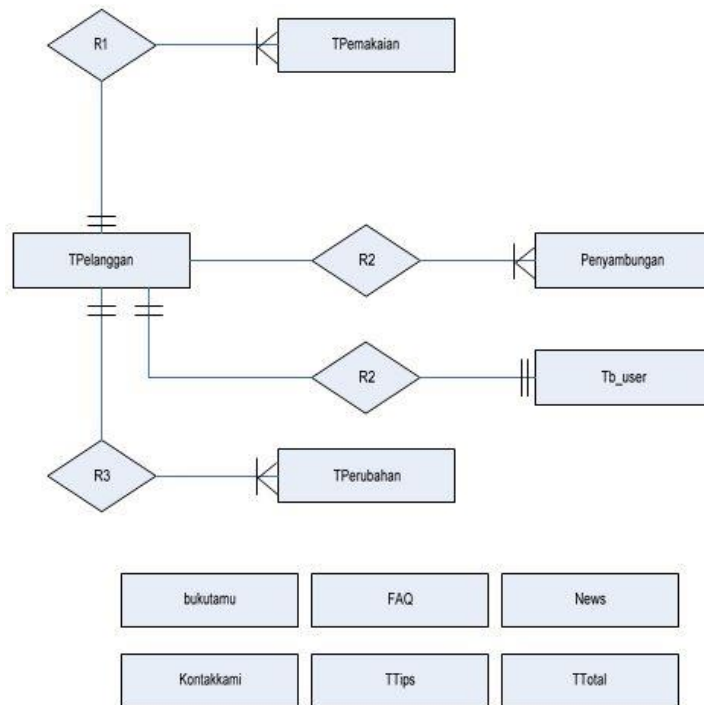 R1
TPemakaian
TPelanggan
R2
Penyambungan
R2
Tb_user
R3
TPerubahan
bukutamu
FAQ
News
Kontakkami
TTips
TTotal